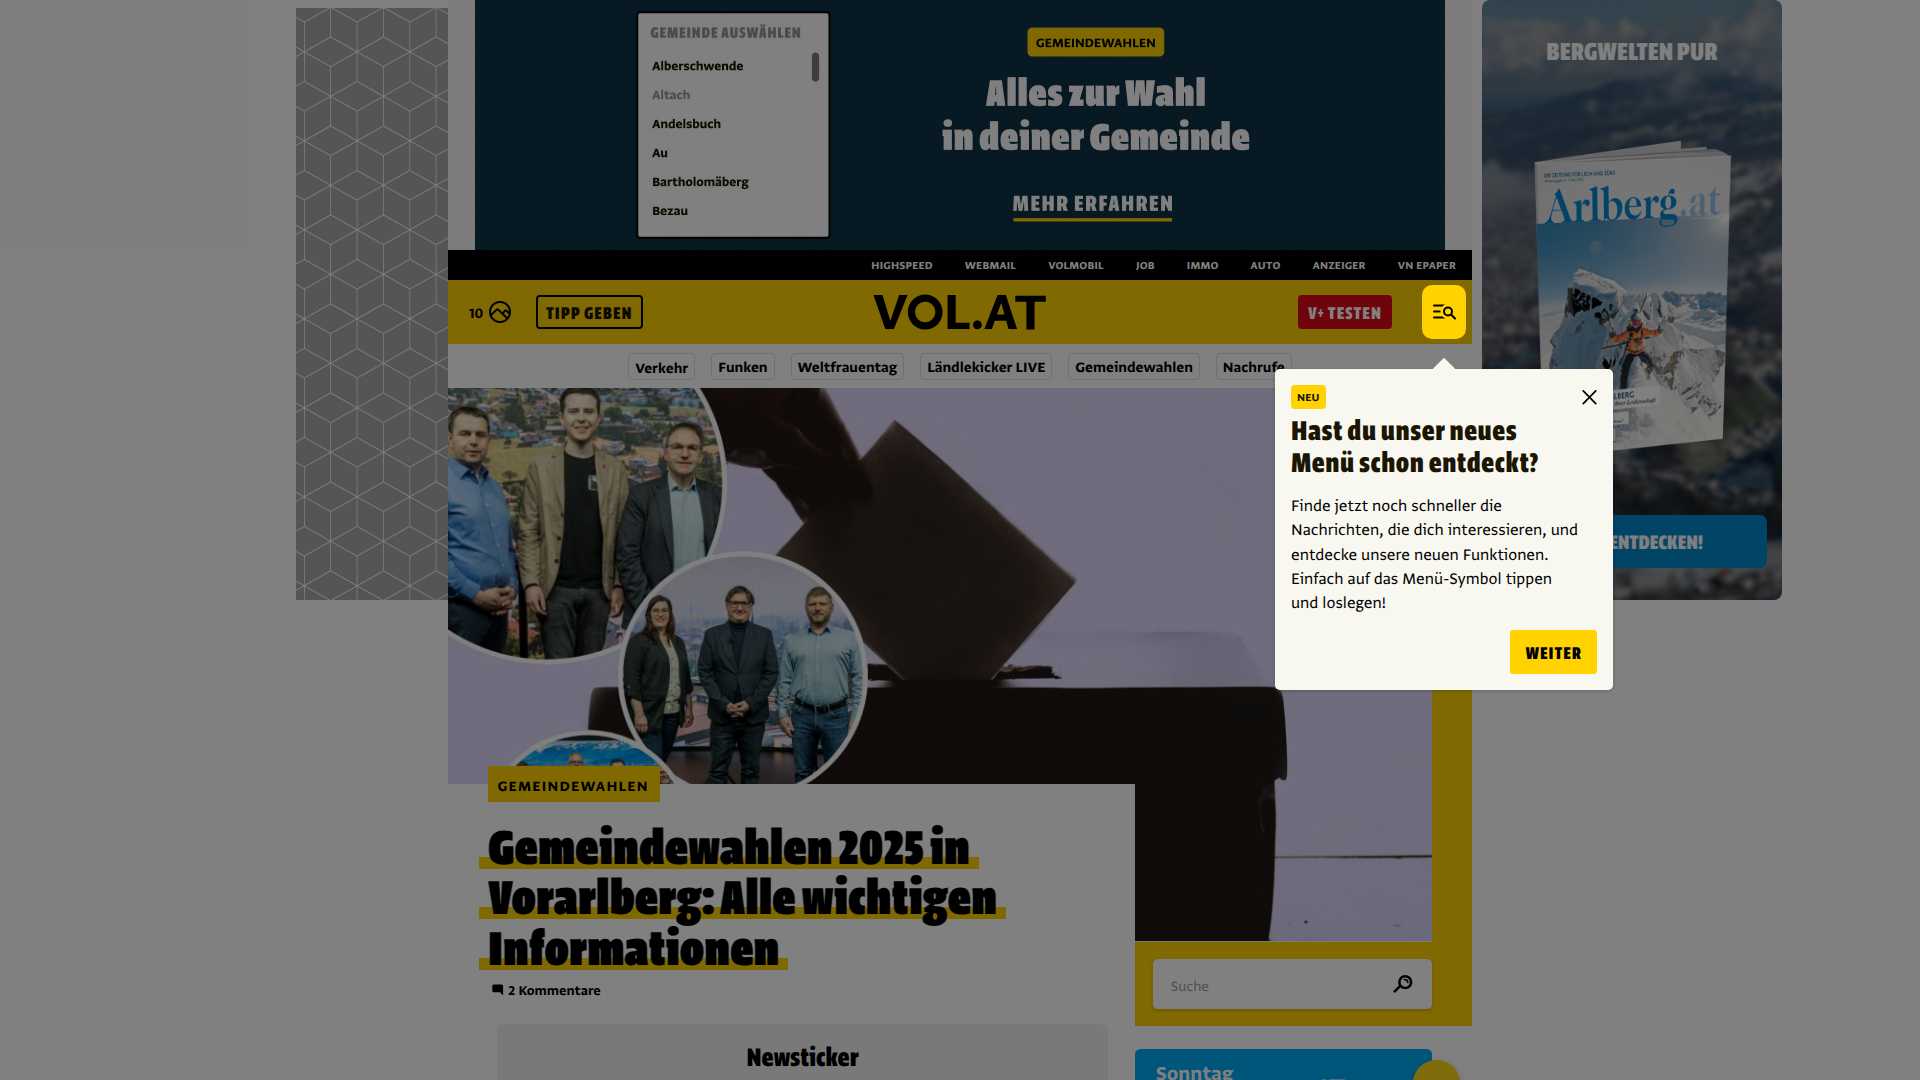 GEMEINDE AUSWÄHLEN
Alberschwende
Altach
Andelsbuch
Au
Bartholomäberg
Bezau
GEMEINDEWAHLEN
Alles zur Wahl
in deiner Gemeinde
MEHR ERFAHREN
BERGWELTEN PUR
Arlberg.at
ENTDECKEN!
HIGHSPEED WEBMAIL VOLMOBIL JOB IMMO AUTO ANZEIGER VN EPAPER
10 TIPP GEBEN VOL.AT V+ TESTEN
Verkehr Funken Weltfrauentag Ländlekicker LIVE Gemeindewahlen Nachrufe
NEU
Hast du unser neues
Menü schon entdeckt?
Finde jetzt noch schneller die
Nachrichten, die dich interessieren, und
entdecke unsere neuen Funktionen.
Einfach auf das Menü-Symbol tippen
und loslegen!
WEITER
GEMEINDEWAHLEN
Gemeindewahlen 2025 in
Vorarlberg: Alle wichtigen
Informationen
2 Kommentare
Suche
Newsticker
Sonntag